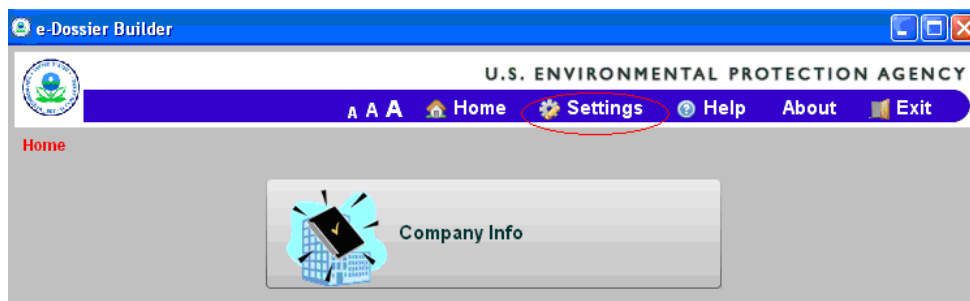 e-Dossier Builder
U.S. ENVIRONMENTAL PROTECTION AGENCY
A A A Home Settings Help About Exit
Home
Company Info